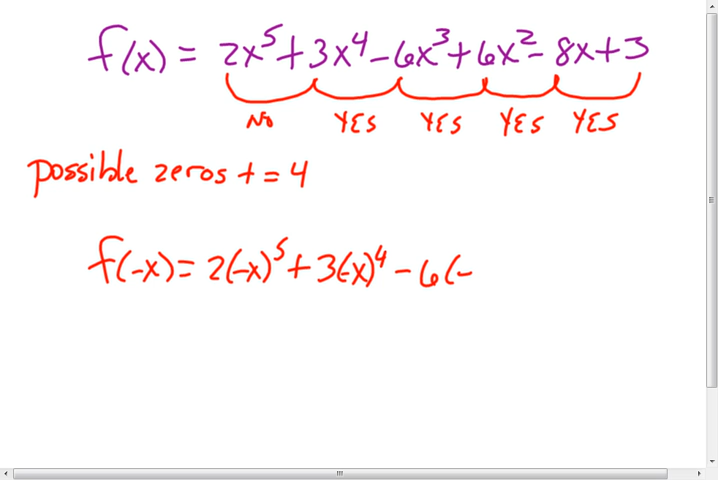 f(x) = 2x⁵+3x⁴-6x³+6x²-8x+3
NO YES YES YES YES
possible zeros + = 4
f(-x) = 2(-x)⁵+3(-x)⁴-6(-